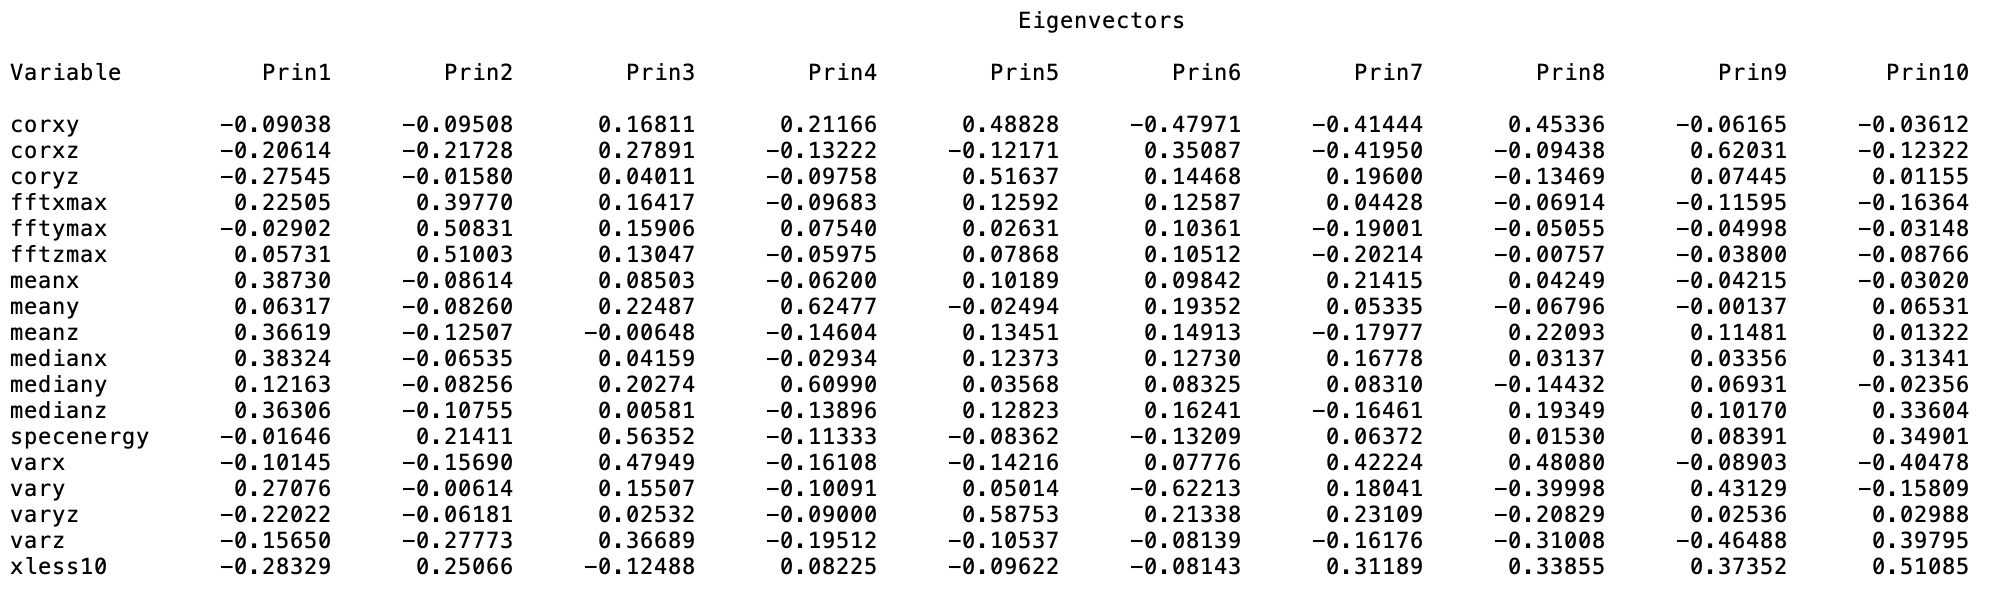 Eigenvectors
Variable Prin1 Prin2 Prin3 Prin4 Prin5 Prin6 Prin7 Prin8 Prin9 Prin10
corxy -0.09038 -0.09508 0.16811 0.21166 0.48828 -0.47971 -0.41444 0.45336 -0.06165 -0.03612
corxz -0.20614 -0.21728 0.27891 -0.13222 -0.12171 0.35087 -0.41950 -0.09438 0.62031 -0.12322
coryz -0.27545 -0.01580 0.04011 -0.09758 0.51637 0.14468 0.19600 -0.13469 0.07445 0.01155
fftxmax 0.22505 0.39770 0.16417 -0.09683 0.12592 0.12587 0.04428 -0.06914 -0.11595 -0.16364
fftymax -0.02902 0.50831 0.15906 0.07540 0.02631 0.10361 -0.19001 -0.05055 -0.04998 -0.03148
fftzmax 0.05731 0.51003 0.13047 -0.05975 0.07868 0.10512 -0.20214 -0.00757 -0.03800 -0.08766
meanx 0.38730 -0.08614 0.08503 -0.06200 0.10189 0.09842 0.21415 0.04249 -0.04215 -0.03020
meany 0.06317 -0.08260 0.22487 0.62477 -0.02494 0.19352 0.05335 -0.06796 -0.00137 0.06531
meanz 0.36619 -0.12507 -0.00648 -0.14604 0.13451 0.14913 -0.17977 0.22093 0.11481 0.01322
medianx 0.38324 -0.06535 0.04159 -0.02934 0.12373 0.12730 0.16778 0.03137 0.03356 0.31341
mediany 0.12163 -0.08256 0.20274 0.60990 0.03568 0.08325 0.08310 -0.14432 0.06931 -0.02356
medianz 0.36306 -0.10755 0.00581 -0.13896 0.12823 0.16241 -0.16461 0.19349 0.10170 0.33604
specenergy -0.01646 0.21411 0.56352 -0.11333 -0.08362 -0.13209 0.06372 0.01530 0.08391 0.34901
varx -0.10145 -0.15690 0.47949 -0.16108 -0.14216 0.07776 0.42224 0.48080 -0.08903 -0.40478
vary 0.27076 -0.00614 0.15507 -0.10091 0.05014 -0.62213 0.18041 -0.39998 0.43129 -0.15809
varyz -0.22022 -0.06181 0.02532 -0.09000 0.58753 0.21338 0.23109 -0.20829 0.02536 0.02988
varz -0.15650 -0.27773 0.36689 -0.19512 -0.10537 -0.08139 -0.16176 -0.31008 -0.46488 0.39795
xless10 -0.28329 0.25066 -0.12488 0.08225 -0.09622 -0.08143 0.31189 0.33855 0.37352 0.51085